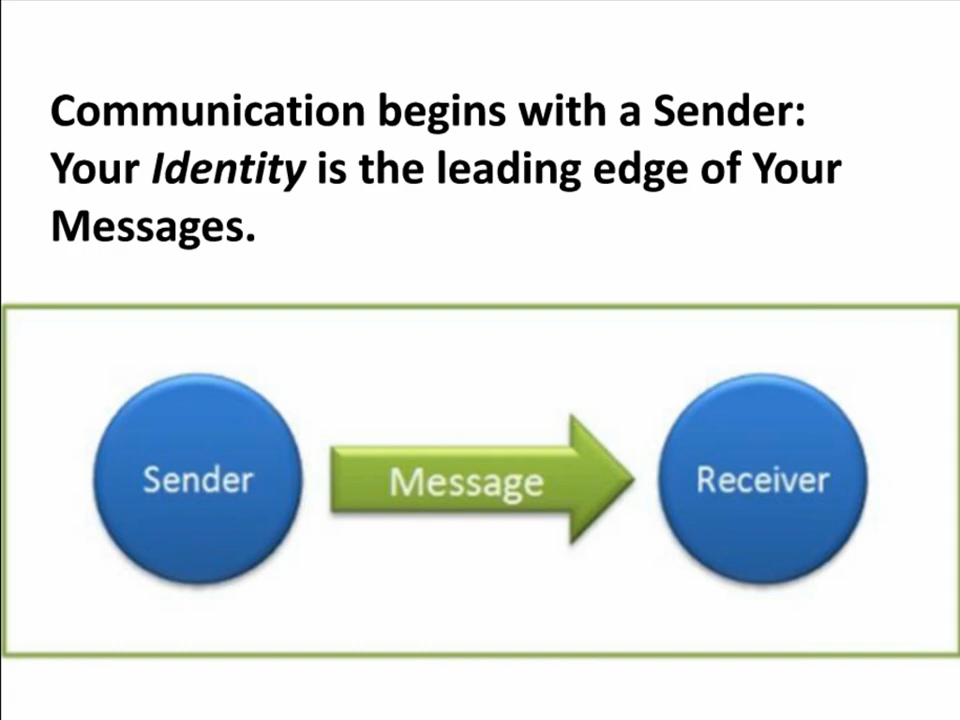 Communication begins with a Sender:
Your Identity is the leading edge of Your
Messages.
Sender
Message
Receiver